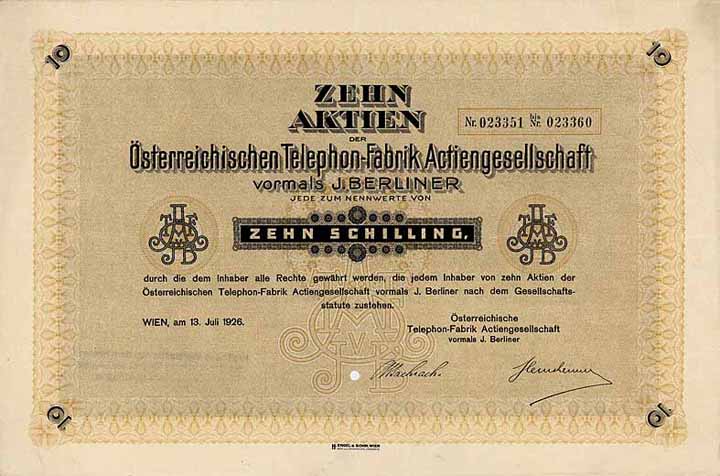 10 10
ZEHN
AKTIEN
DER
Nr. 023351 bis Nr. 023360
Österreichischen Telephon-Fabrik Actiengesellschaft
vormals J. BERLINER
JEDE ZUM NENNWERTE VON
ZEHN SCHILLING,
durch die dem Inhaber alle Rechte gewährt werden, die jedem Inhaber von zehn Aktien der
Österreichischen Telephon-Fabrik Actiengesellschaft vormals J. Berliner nach dem Gesellschafts-
statute zustehen.
WIEN, am 13. Juli 1926.
Österreichische
Telephon-Fabrik Actiengesellschaft
vormals J. Berliner
10 10
ENGEL & SOHN, WIEN